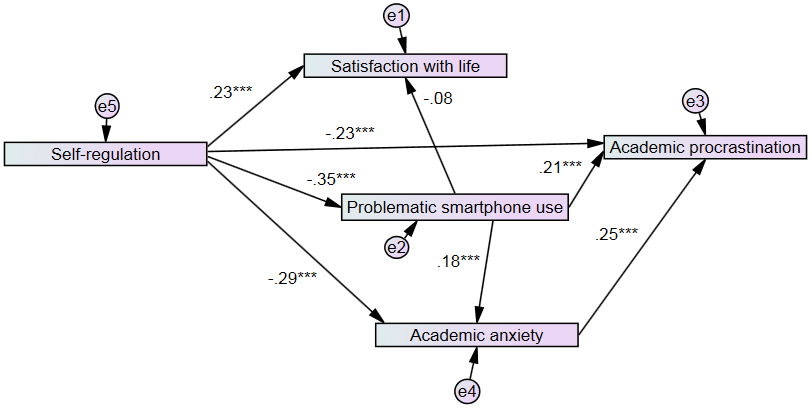 e1
Satisfaction with life
.23***
-.08
e5
e3
-.23***
Self-regulation
Academic procrastination
.21***
-.35***
Problematic smartphone use
.25***
e2
.18***
-.29***
Academic anxiety
e4